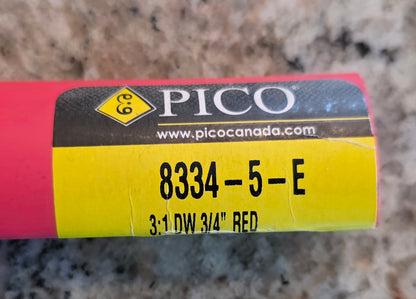 PICO®
www.picocanada.com
8334-5-E
3:1 DW 3/4" RED